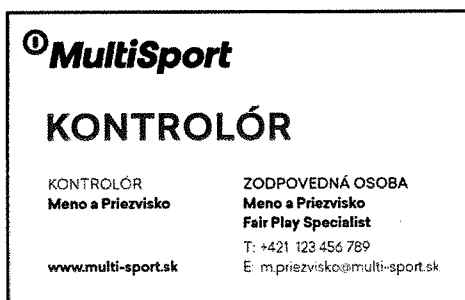 MultiSport
KONTROLÓR
KONTROLÓR
Meno a Priezvisko
www.multi-sport.sk
ZODPOVEDNÁ OSOBA
Meno a Priezvisko
Fair Play Specialist
T: +421 123 456 789
E: m.priezvisko@multi-sport.sk